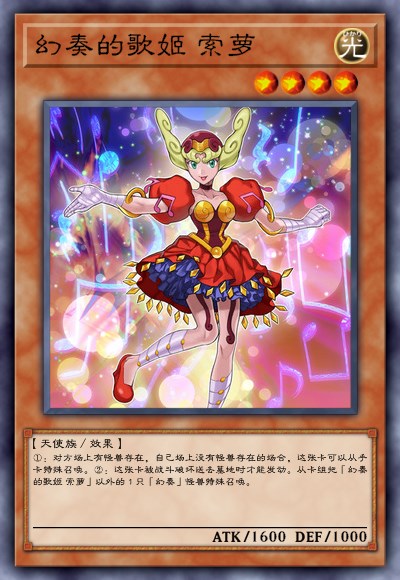 幻奏的歌姬 索萝
光
【天使族／效果】
①：对方场上有怪兽存在，自己场上没有怪兽存在的场合，这张卡可以从手
卡特殊召唤。②：这张卡被战斗破坏送去墓地时才能发动。从卡组把「幻奏
的歌姬 索萝」以外的１只「幻奏」怪兽特殊召唤。
ATK/1600 DEF/1000